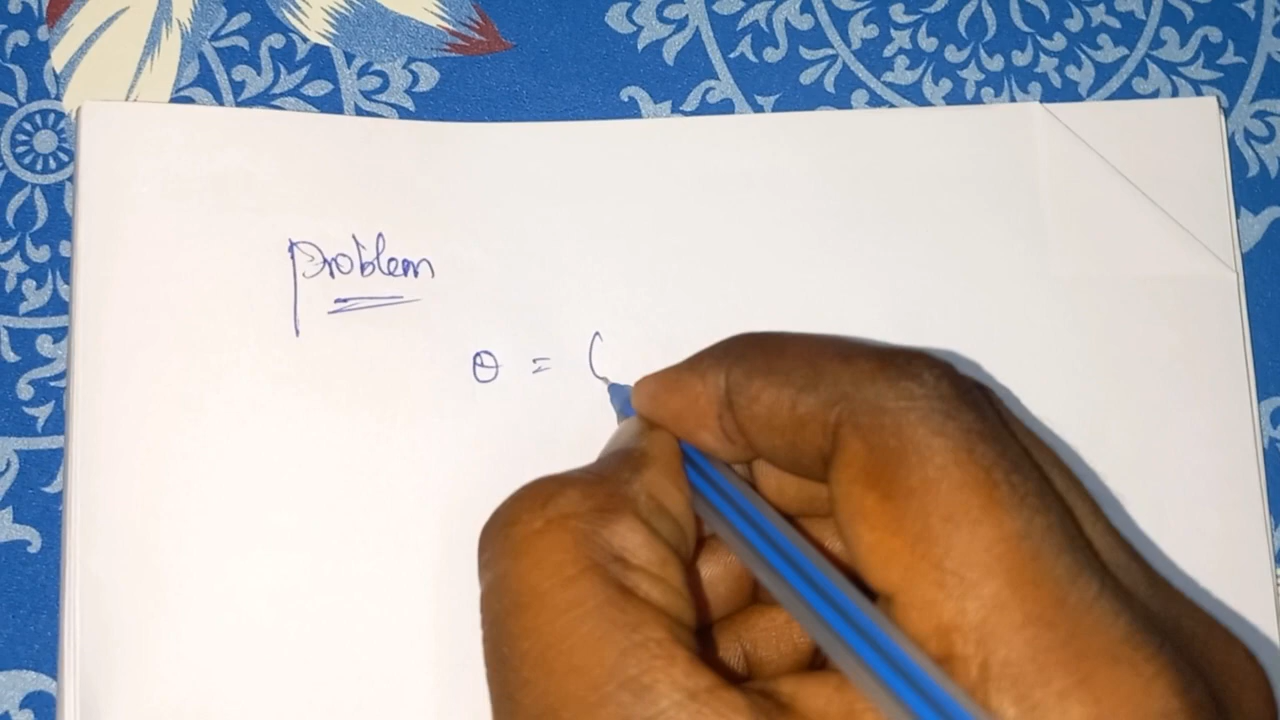 Problem
θ = (